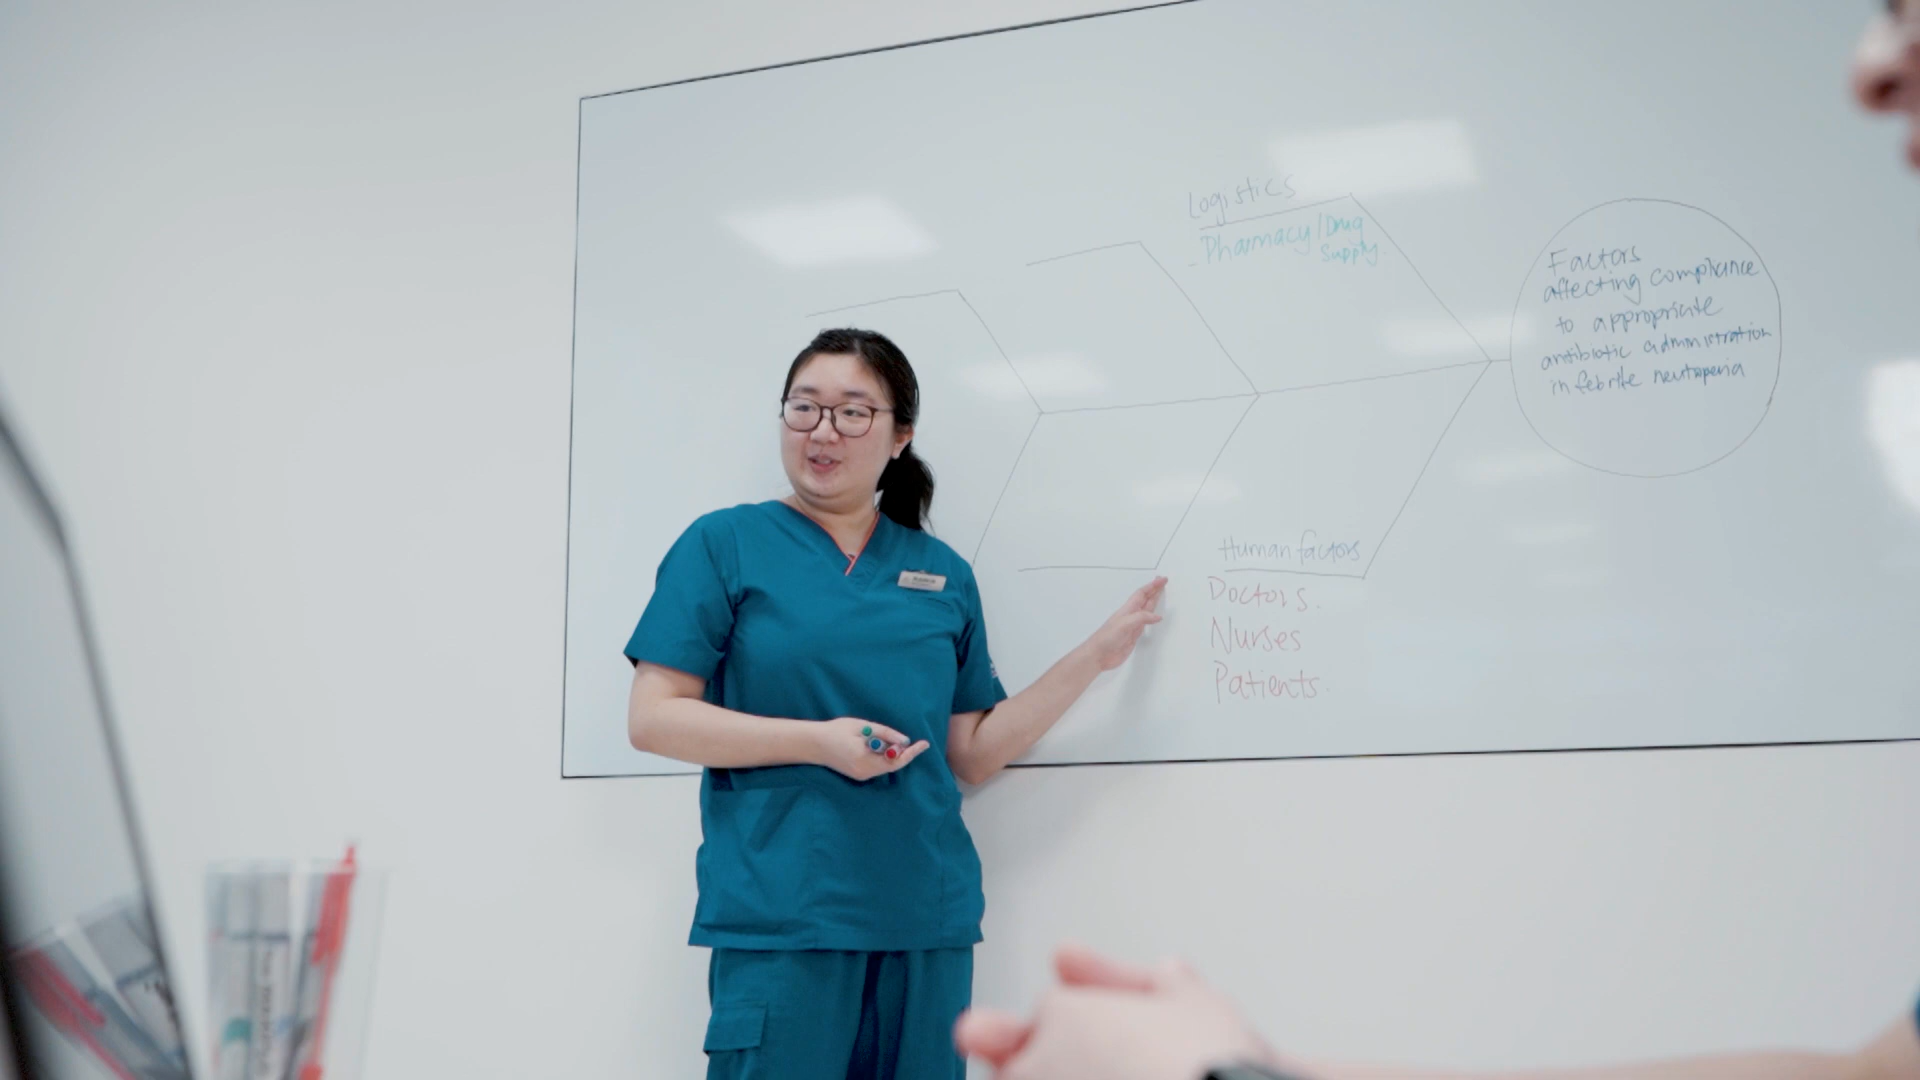 Logistics
Pharmacy/Drug
Supply.
Factors
affecting compliance
to appropriate
antibiotic administration
in febrile neutropenia
Human factors
Doctors.
Nurses
Patients.